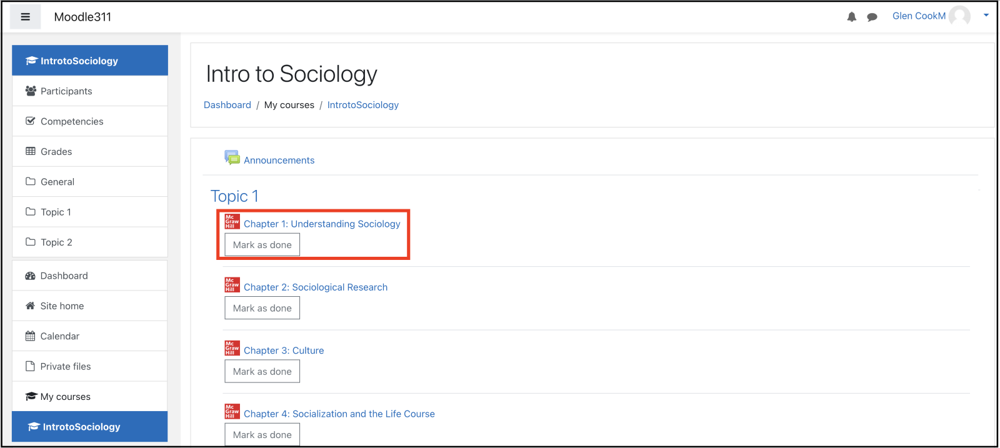 Moodle311
Glen CookM
IntrotoSociology
Participants
Competencies
Grades
General
Topic 1
Topic 2
Dashboard
Site home
Calendar
Private files
My courses
IntrotoSociology
Intro to Sociology
Dashboard / My courses / IntrotoSociology
Announcements
Topic 1
Mc
Graw
Hill
Chapter 1: Understanding Sociology
Mark as done
Mc
Graw
Hill
Chapter 2: Sociological Research
Mark as done
Mc
Graw
Hill
Chapter 3: Culture
Mark as done
Mc
Graw
Hill
Chapter 4: Socialization and the Life Course
Mark as done